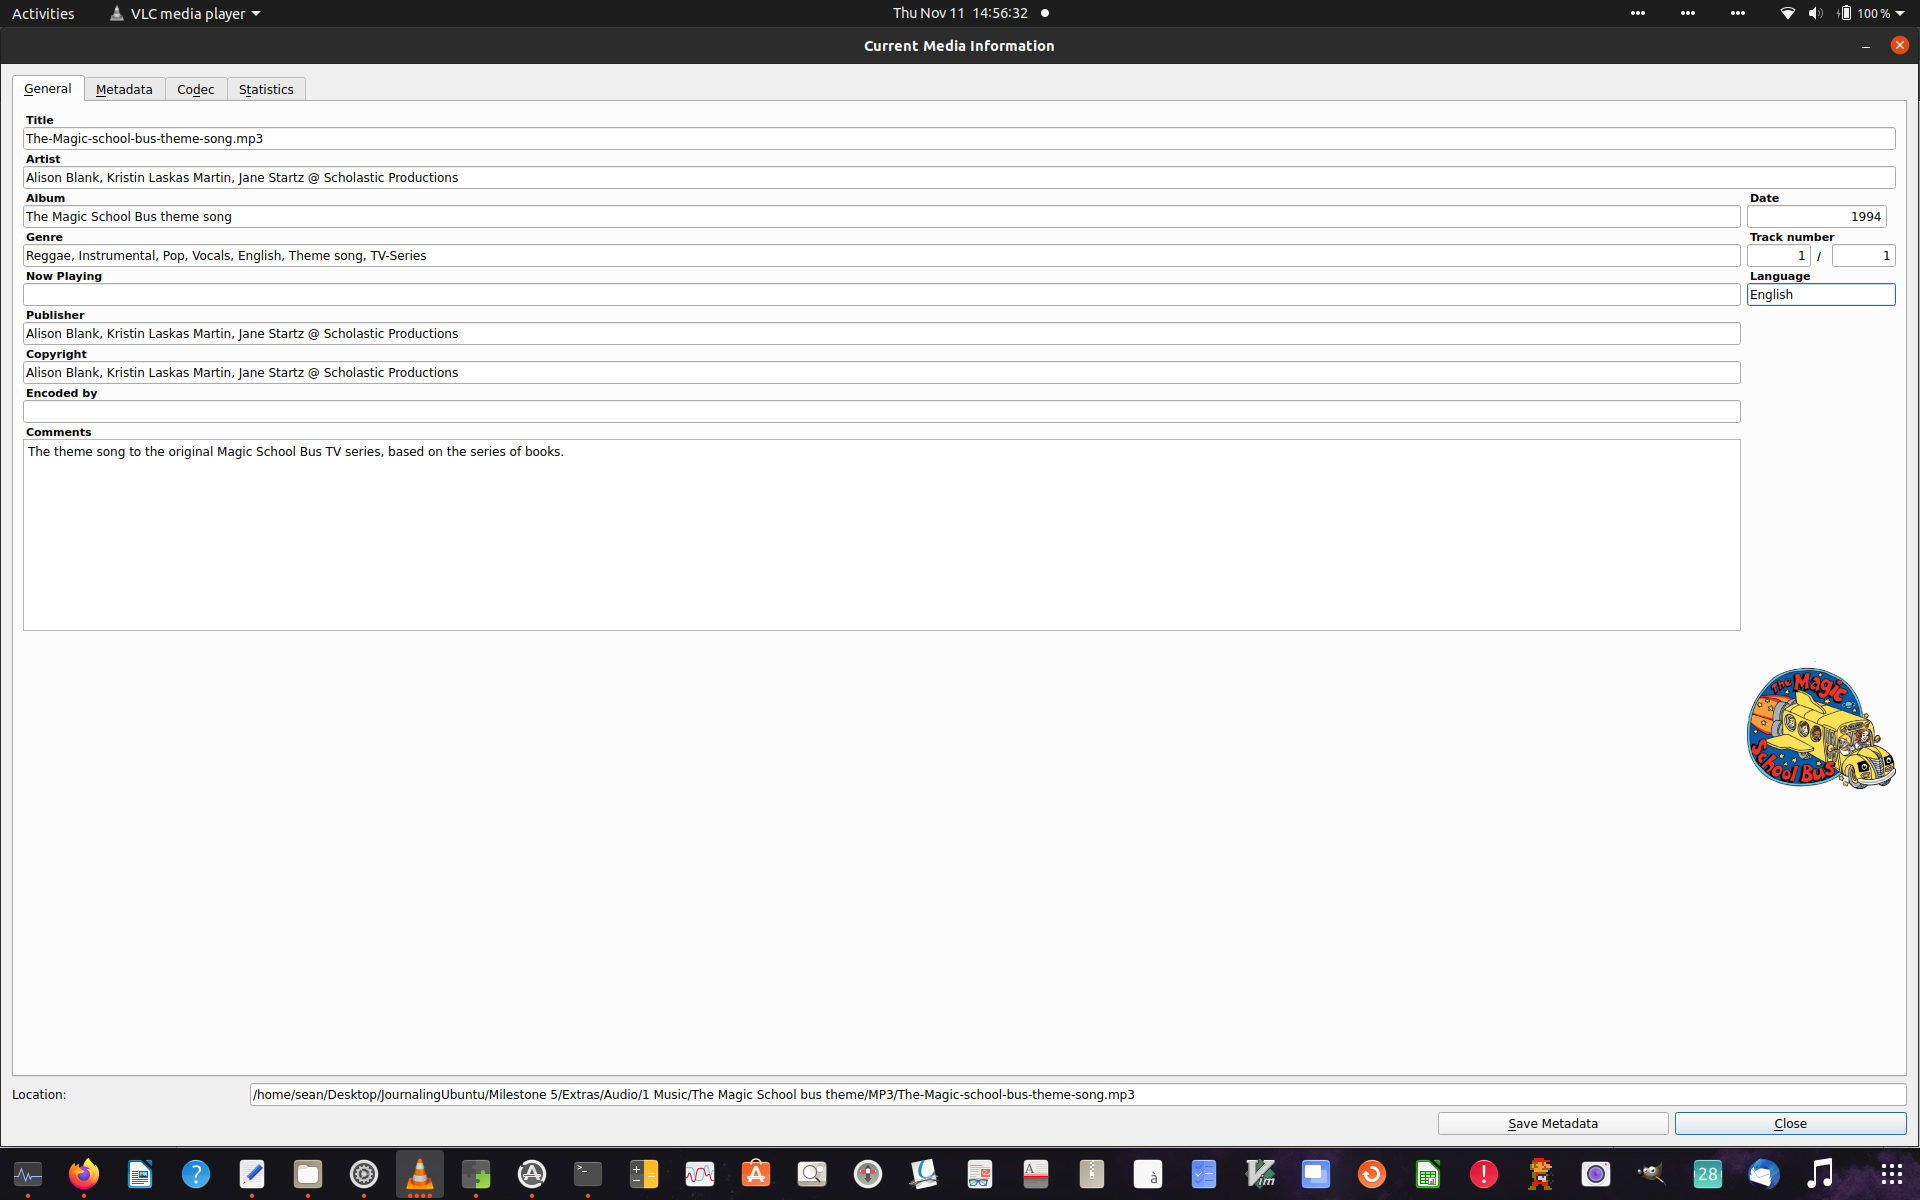 Activities
VLC media player
Thu Nov 11 14:56:32
100 %
Current Media Information
General
Metadata
Codec
Statistics
Title
The-Magic-school-bus-theme-song.mp3
Artist
Alison Blank, Kristin Laskas Martin, Jane Startz @ Scholastic Productions
Album
Date
The Magic School Bus theme song
1994
Genre
Track number
Reggae, Instrumental, Pop, Vocals, English, Theme song, TV-Series
1 / 1
Now Playing
Language
English
Publisher
Alison Blank, Kristin Laskas Martin, Jane Startz @ Scholastic Productions
Copyright
Alison Blank, Kristin Laskas Martin, Jane Startz @ Scholastic Productions
Encoded by
Comments
The theme song to the original Magic School Bus TV series, based on the series of books.
The Magic
School Bus
Location:
/home/sean/Desktop/JournalingUbuntu/Milestone 5/Extras/Audio/1 Music/The Magic School bus theme/MP3/The-Magic-school-bus-theme-song.mp3
Save Metadata
Close
?
>_
A
à
Vim
!
28